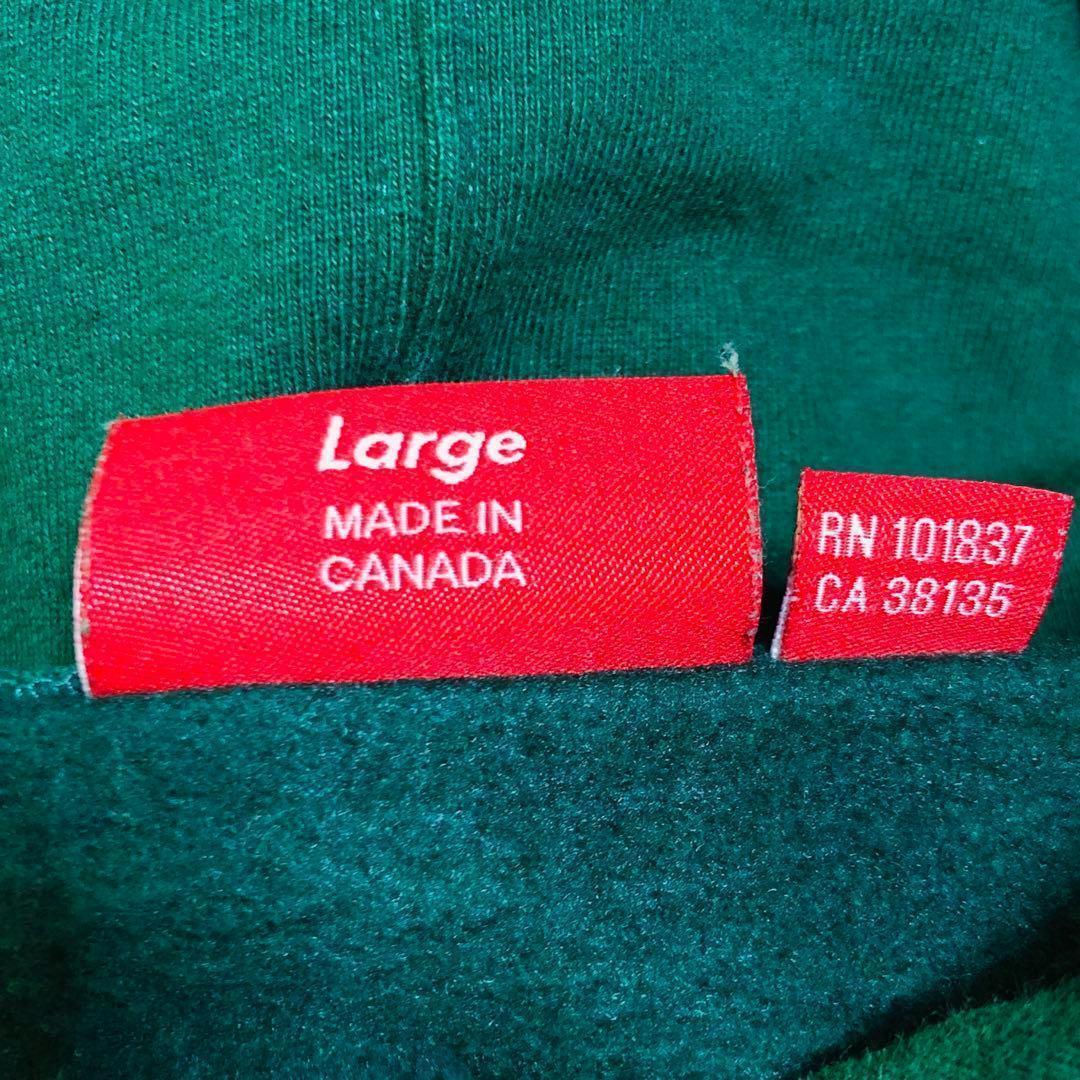 Large
MADE IN
CANADA
RN 101837
CA 38135